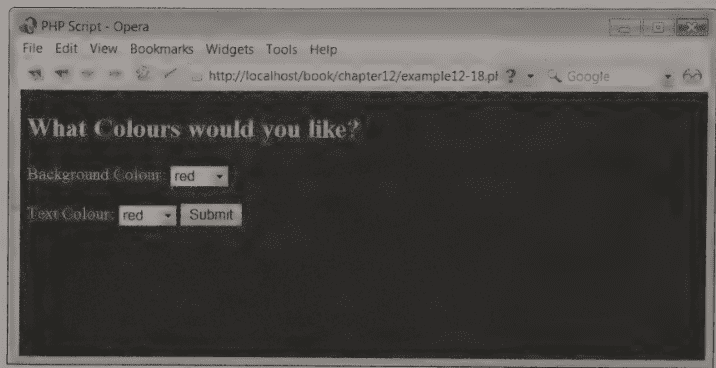 PHP Script - Opera
File Edit View Bookmarks Widgets Tools Help
http://localhost/book/chapter12/example12-18.pl ? Google
What Colours would you like?
Background Colour: red
Text Colour: red Submit